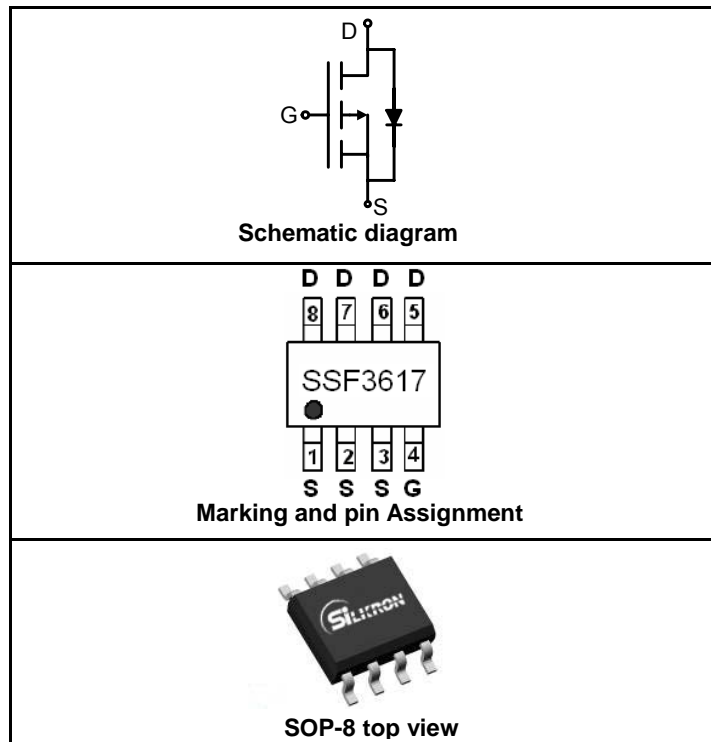 D
G
S
Schematic diagram
D D D D
8 7 6 5
SSF3617
1 2 3 4
S S S G
Marking and pin Assignment
SILIKRON
SOP-8 top view